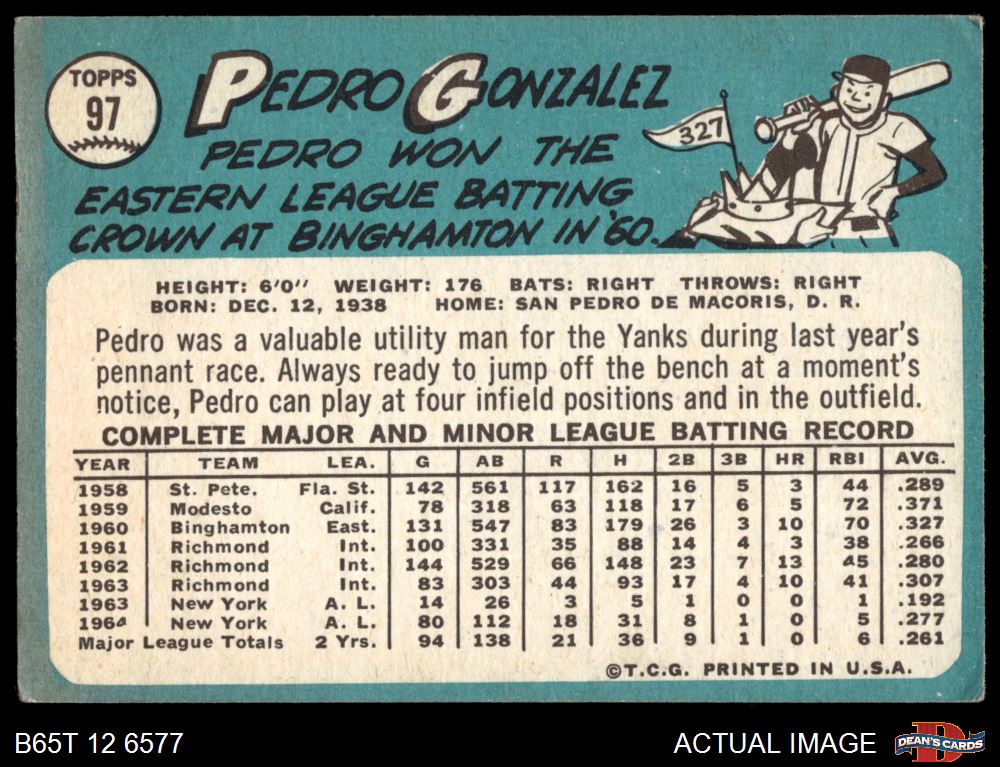 TOPPS
97
PEDRO GONZALEZ
PEDRO WON THE
EASTERN LEAGUE BATTING
CROWN AT BINGHAMTON IN '60.
327
HEIGHT: 6'0" WEIGHT: 176 BATS: RIGHT THROWS: RIGHT
BORN: DEC. 12, 1938 HOME: SAN PEDRO DE MACORIS, D. R.
Pedro was a valuable utility man for the Yanks during last year's
pennant race. Always ready to jump off the bench at a moment's
notice, Pedro can play at four infield positions and in the outfield.
COMPLETE MAJOR AND MINOR LEAGUE BATTING RECORD
YEAR TEAM LEA. G AB R H 2B 3B HR RBI AVG.
1958 St. Pete. Fla. St. 142 561 117 162 16 5 3 44 .289
1959 Modesto Calif. 78 318 63 118 17 6 5 72 .371
1960 Binghamton East. 131 547 83 179 26 3 10 70 .327
1961 Richmond Int. 100 331 35 88 14 4 3 38 .266
1962 Richmond Int. 144 529 66 148 23 7 13 45 .280
1963 Richmond Int. 83 303 44 93 17 4 10 41 .307
1963 New York A. L. 14 26 3 5 1 0 0 1 .192
1964 New York A. L. 80 112 18 31 8 1 0 5 .277
Major League Totals 2 Yrs. 94 138 21 36 9 1 0 6 .261
©T.C.G. PRINTED IN U.S.A.
B65T 12 6577
ACTUAL IMAGE
D
DEAN'S CARDS